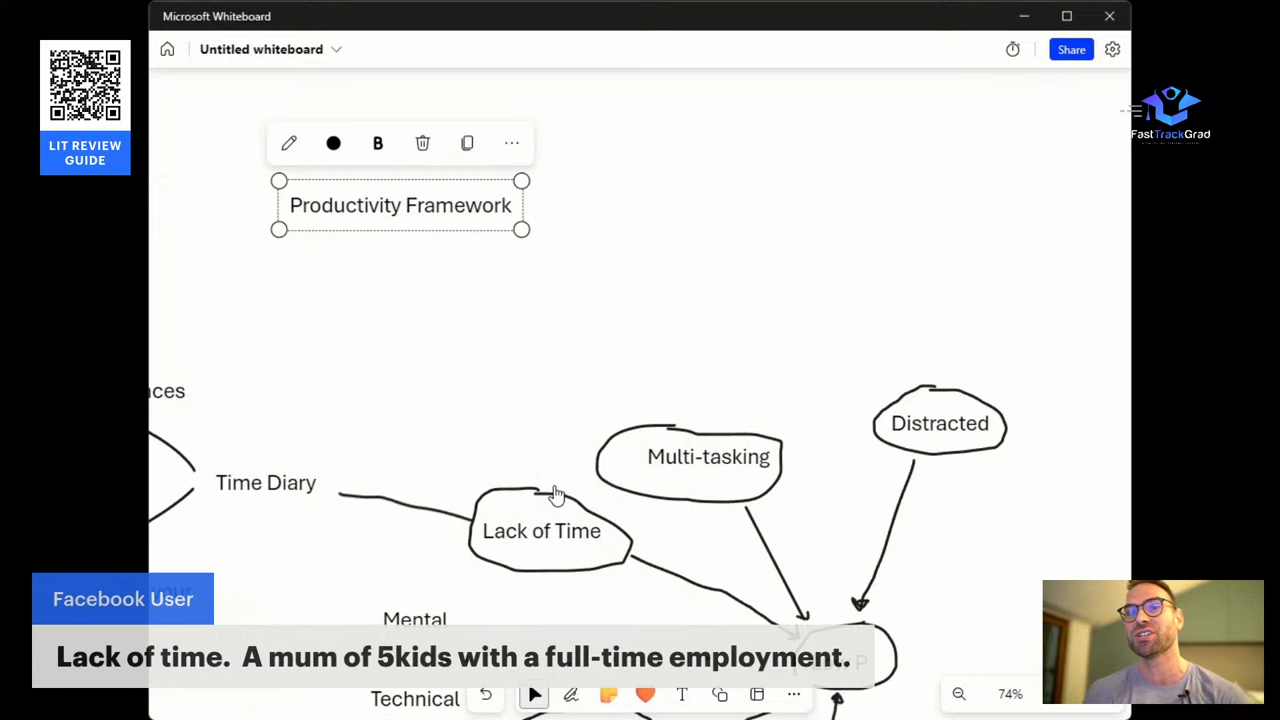 Microsoft Whiteboard
Untitled whiteboard
Share
LIT REVIEW
GUIDE
FastTrackGrad
B
Productivity Framework
Distracted
Multi-tasking
Time Diary
Lack of Time
Mental
Facebook User
Lack of time. A mum of 5kids with a full-time employment.
Technical
T
74%